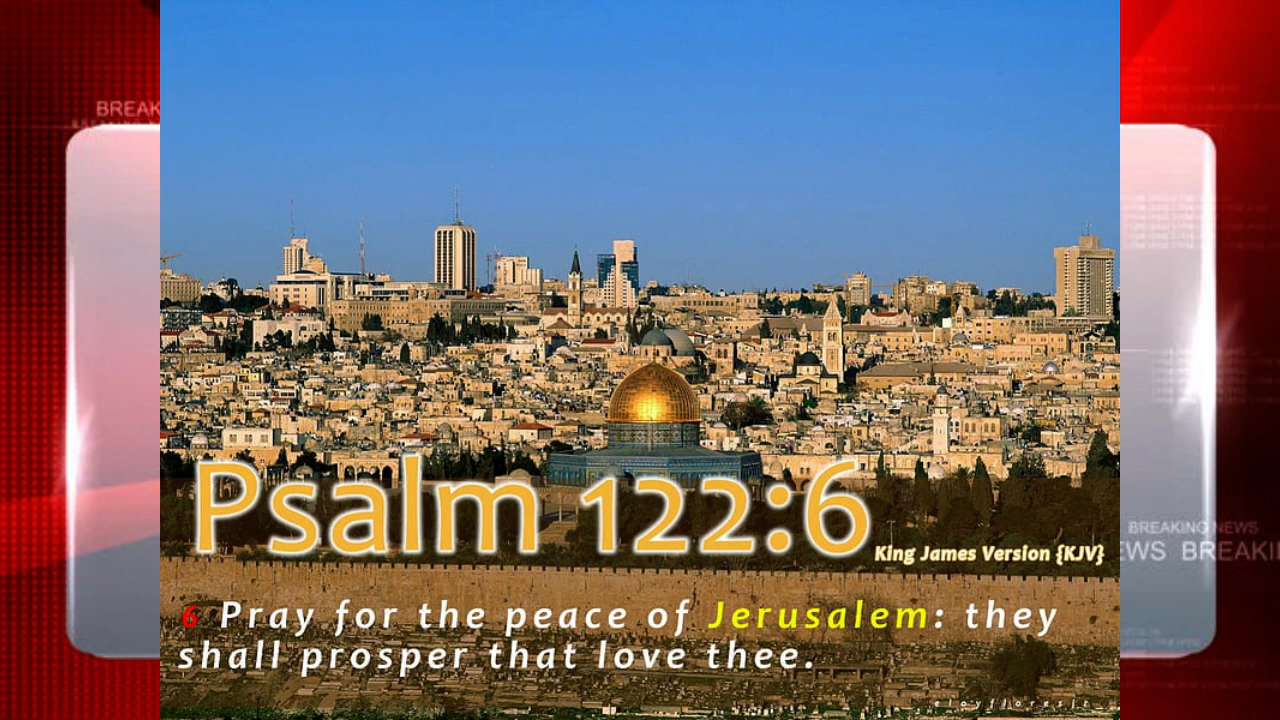 BREAK
Psalm 122:6
King James Version {KJV}
6 Pray for the peace of Jerusalem: they
shall prosper that love thee.
eloyfloresjr
BREAKING NEWS
EWS BREAKI